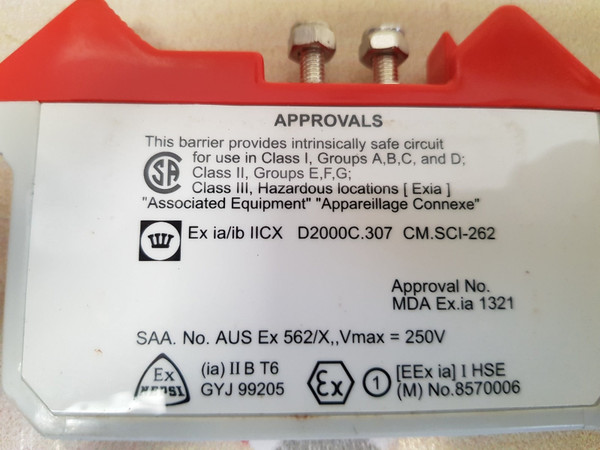 APPROVALS
This barrier provides intrinsically safe circuit
for use in Class I, Groups A,B,C, and D;
Class II, Groups E,F,G;
Class III, Hazardous locations [ Exia ]
"Associated Equipment" "Appareillage Connexe"
Ex ia/ib IICX D2000C.307 CM.SCI-262
Approval No.
MDA Ex.ia 1321
SAA. No. AUS Ex 562/X,,Vmax = 250V
Ex
(ia) II B T6
GYJ 99205
Ex
1
[EEx ia] I HSE
(M) No.8570006